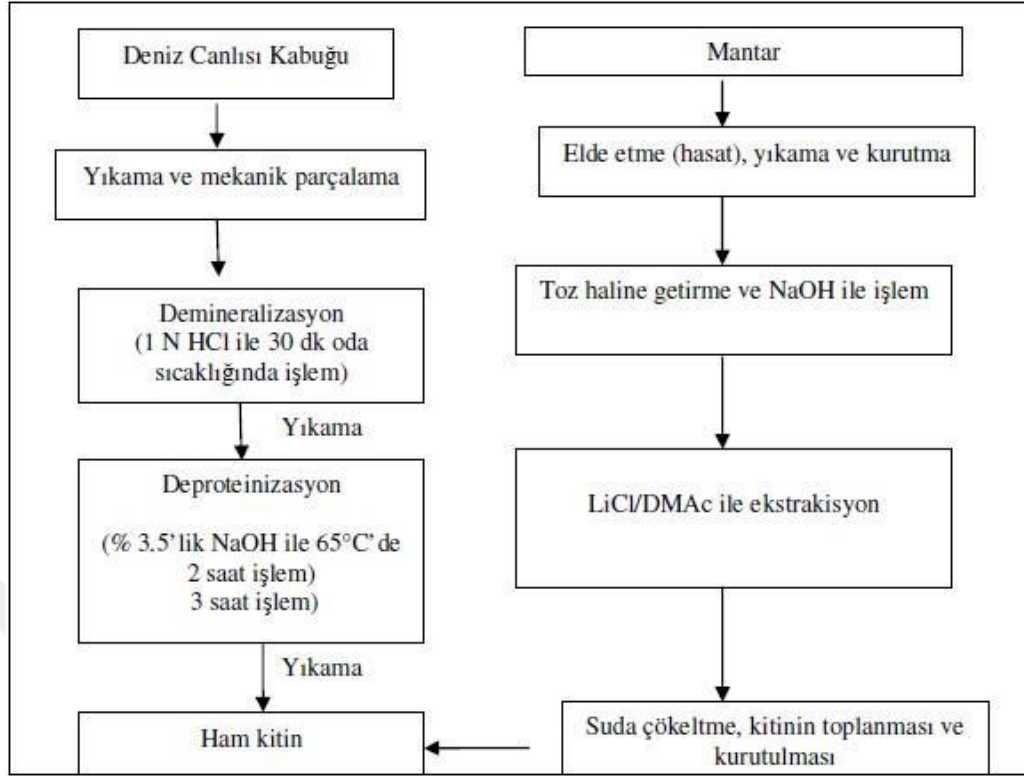 Deniz Canlısı Kabuğu
Yıkama ve mekanik parçalama
Demineralizasyon
(1 N HCl ile 30 dk oda
sıcaklığında işlem)
Yıkama
Deproteinizasyon
(% 3.5'lik NaOH ile 65°C'de
2 saat işlem)
3 saat işlem)
Yıkama
Ham kitin
Mantar
Elde etme (hasat), yıkama ve kurutma
Toz haline getirme ve NaOH ile işlem
LiCl/DMAc ile ekstrakisyon
Suda çökeltme, kitinin toplanması ve
kurutulması